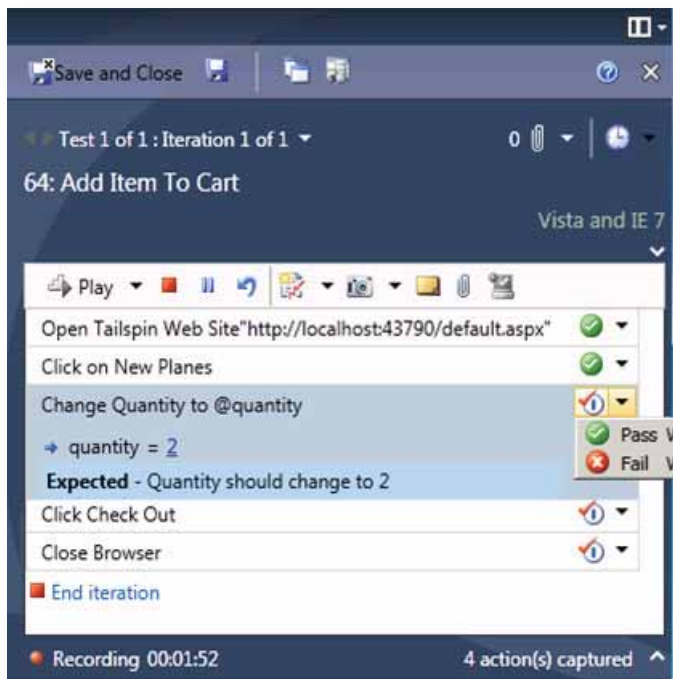 Save and Close
Test 1 of 1 : Iteration 1 of 1
0
64: Add Item To Cart
Vista and IE 7
Play
Open Tailspin Web Site"http://localhost:43790/default.aspx"
Click on New Planes
Change Quantity to @quantity
quantity = 2
Pass W
Expected - Quantity should change to 2
Fail W
Click Check Out
Close Browser
End iteration
Recording 00:01:52
4 action(s) captured